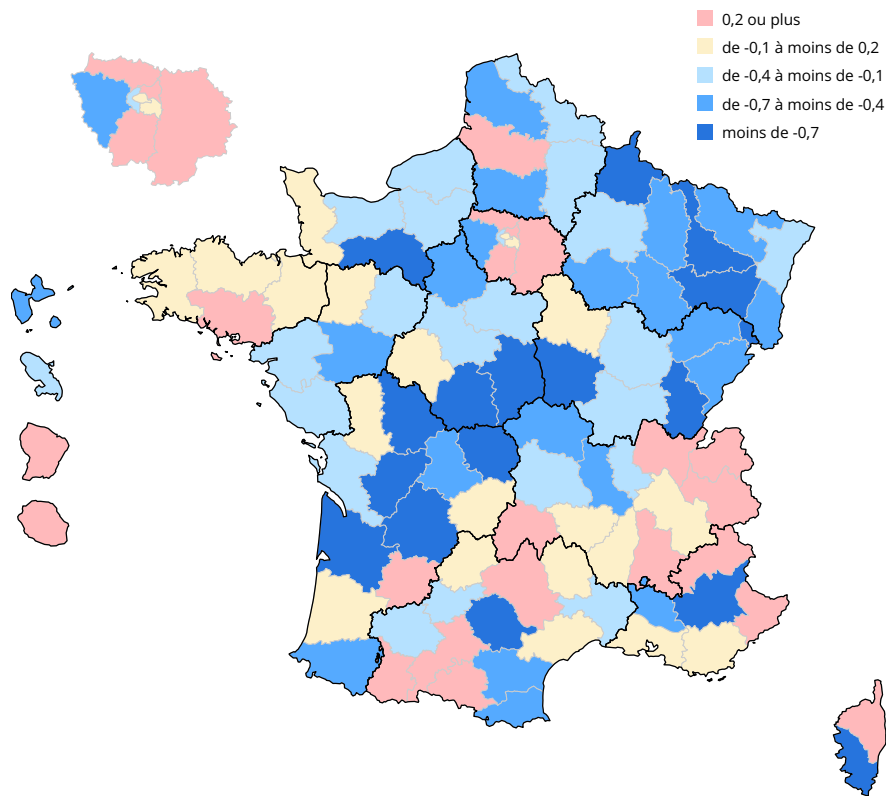 0,2 ou plus
de -0,1 à moins de 0,2
de -0,4 à moins de -0,1
de -0,7 à moins de -0,4
moins de -0,7